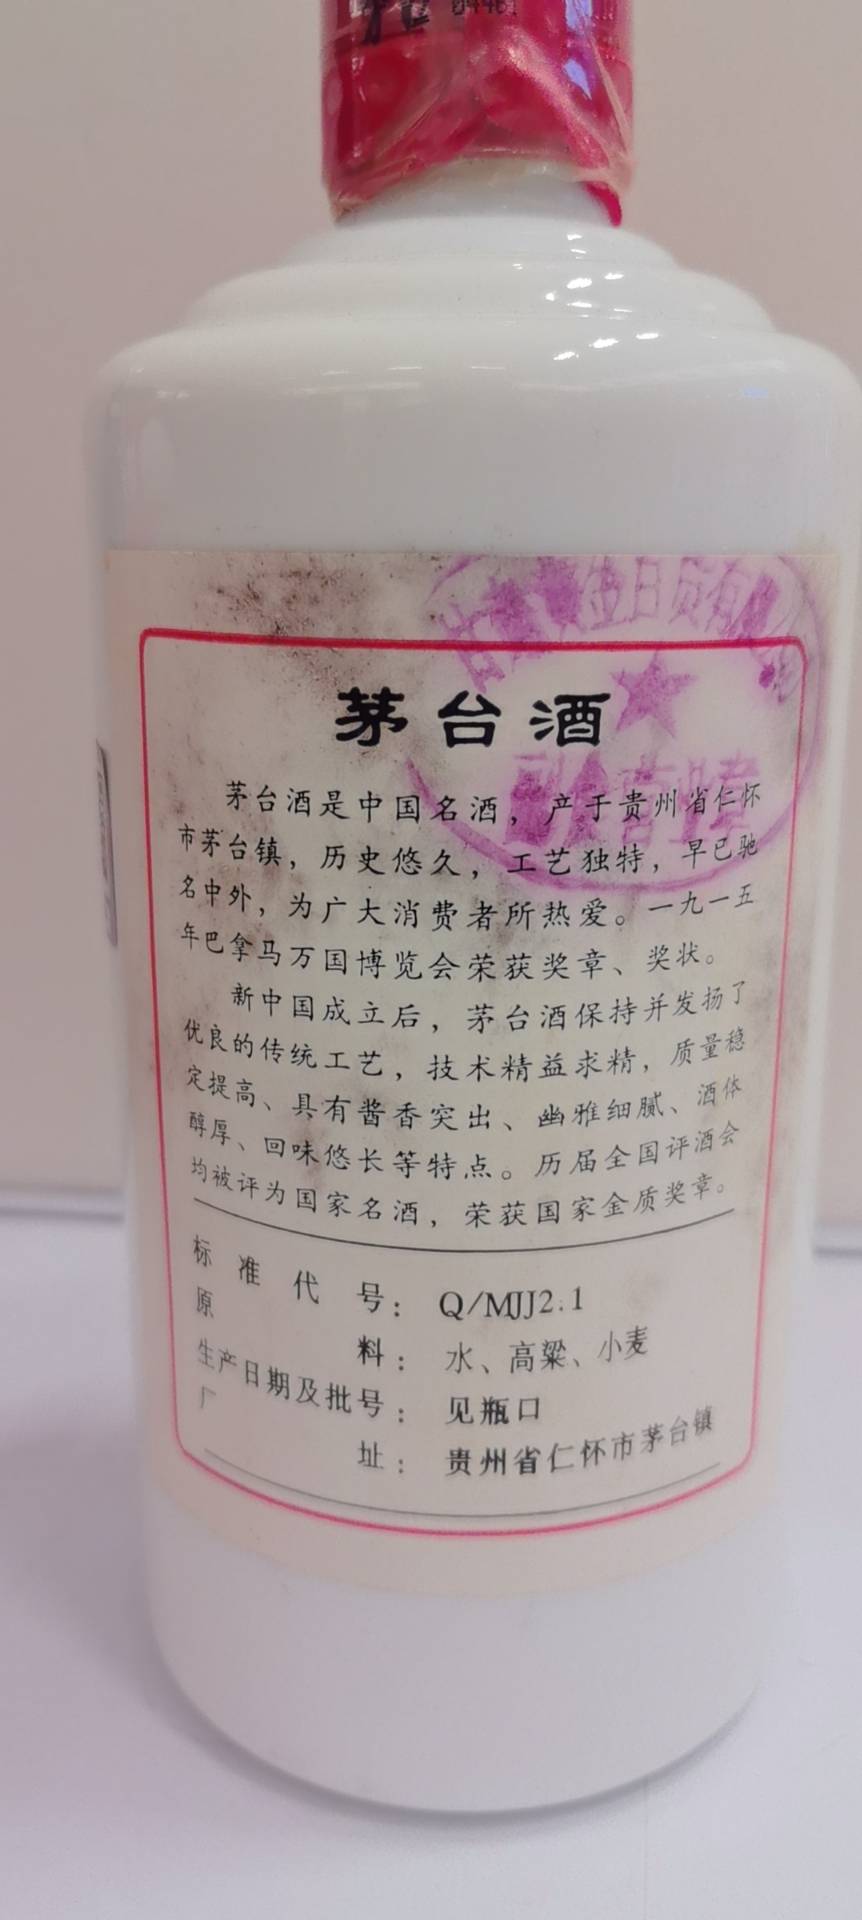 茅台酒
茅台酒是中国名酒，产于贵州省仁怀
市茅台镇，历史悠久，工艺独特，早已驰
名中外，为广大消费者所热爱。一九一五
年巴拿马万国博览会荣获奖章、奖状。
新中国成立后，茅台酒保持并发扬了
优良的传统工艺，技术精益求精，质量稳
定提高、具有酱香突出、幽雅细腻、酒体
醇厚、回味悠长等特点。历届全国评酒会
均被评为国家名酒，荣获国家金质奖章。
标准代号：Q/MJJ2.1
原料：水、高粱、小麦
生产日期及批号：见瓶口
厂址：贵州省仁怀市茅台镇